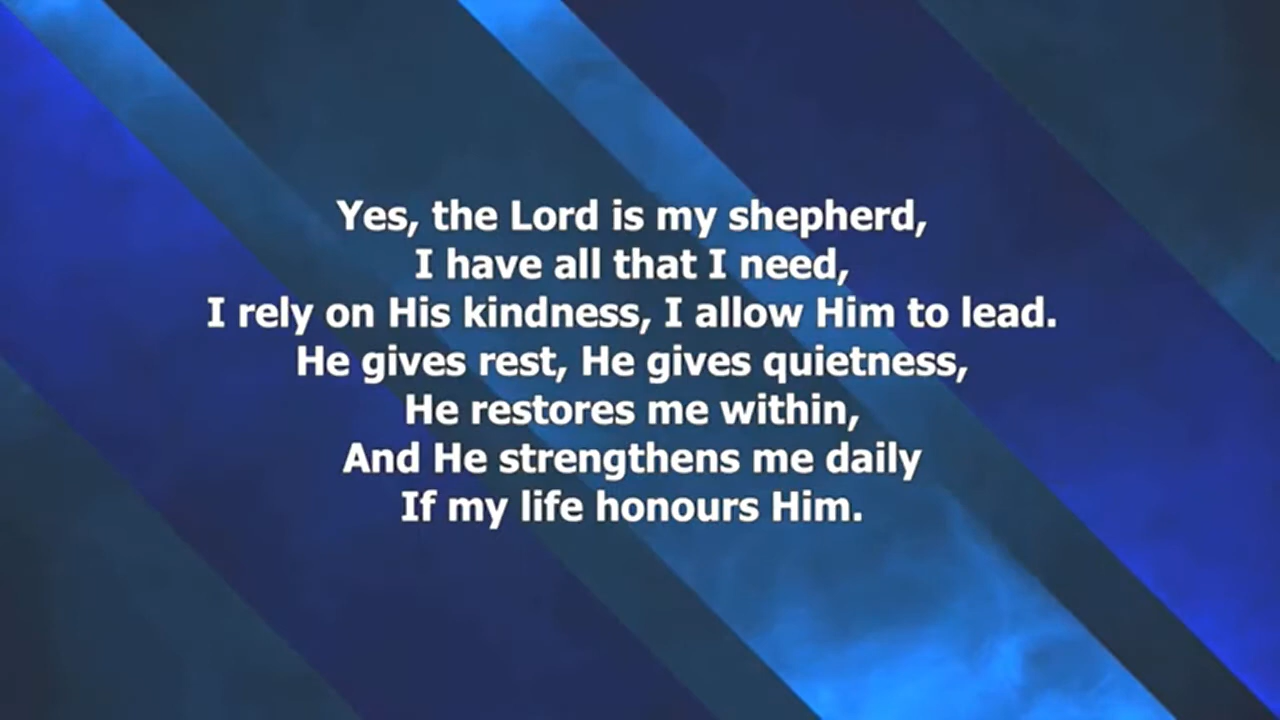 Yes, the Lord is my shepherd,
I have all that I need,
I rely on His kindness, I allow Him to lead.
He gives rest, He gives quietness,
He restores me within,
And He strengthens me daily
If my life honours Him.